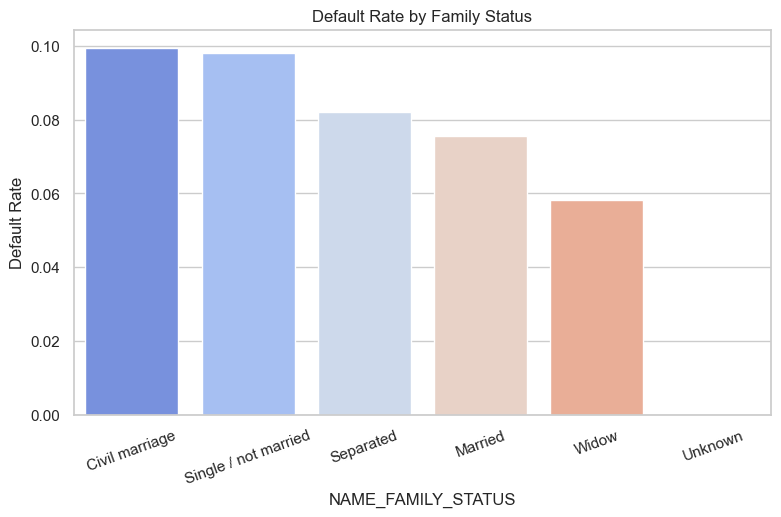 Default Rate by Family Status
Default Rate
0.10
0.08
0.06
0.04
0.02
0.00
Civil marriage
Single / not married
Separated
Married
Widow
Unknown
NAME_FAMILY_STATUS